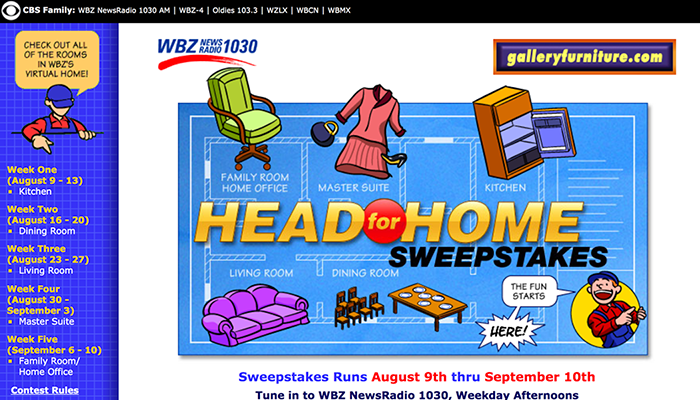 CBS Family: WBZ NewsRadio 1030 AM | WBZ-4 | Oldies 103.3 | WZLX | WBCN | WBMX
CHECK OUT ALL
OF THE ROOMS
IN WBZ'S
VIRTUAL HOME!
Week One
(August 9 - 13)
Kitchen
Week Two
(August 16 - 20)
Dining Room
Week Three
(August 23 - 27)
Living Room
Week Four
(August 30 -
September 3)
Master Suite
Week Five
(September 6 - 10)
Family Room/
Home Office
Contest Rules
WBZ NEWS RADIO 1030
galleryfurniture.com
FAMILY ROOM
HOME OFFICE
MASTER SUITE
KITCHEN
HEAD for HOME
SWEEPSTAKES
LIVING ROOM
DINING ROOM
THE FUN
STARTS
HERE!
Sweepstakes Runs August 9th thru September 10th
Tune in to WBZ NewsRadio 1030, Weekday Afternoons